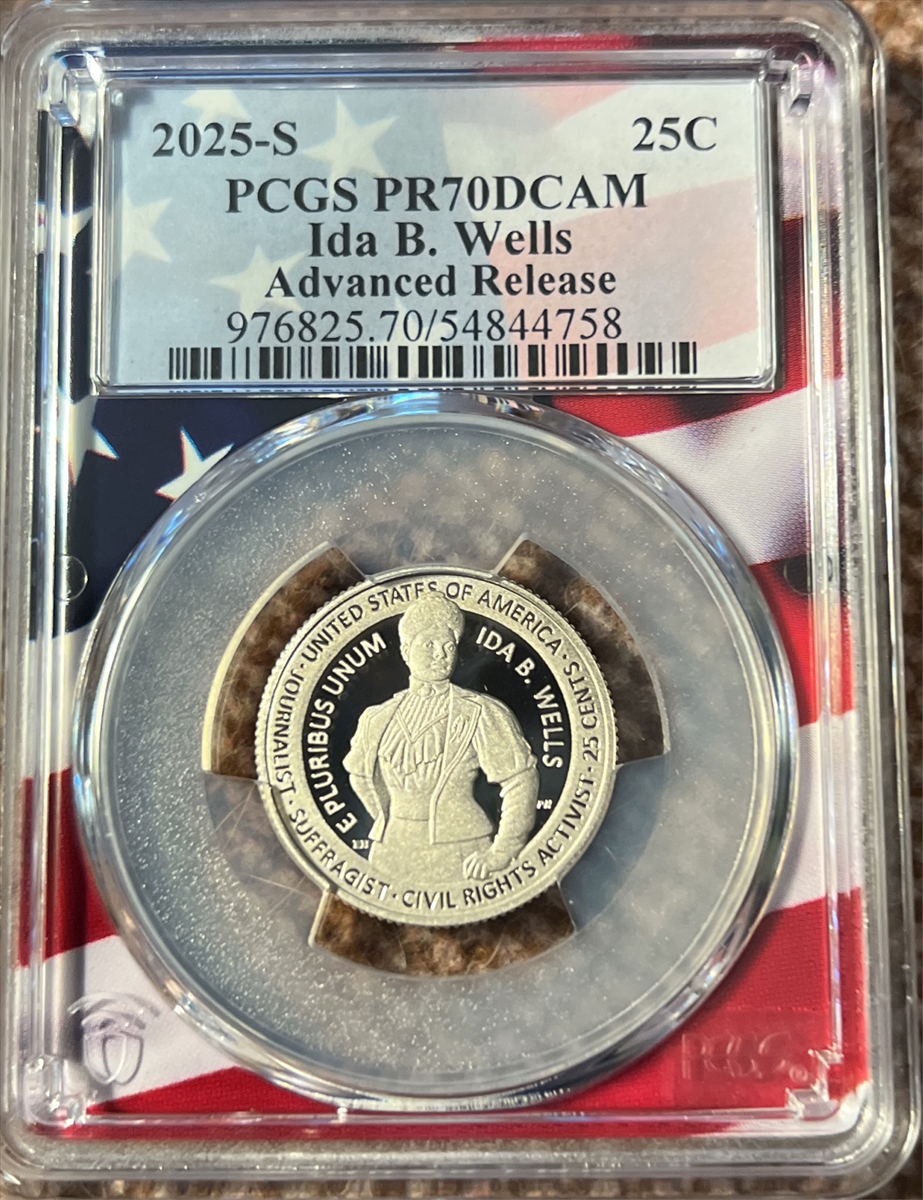 2025-S 25C
PCGS PR70DCAM
Ida B. Wells
Advanced Release
976825.70/54844758
UNITED STATES OF AMERICA · 25 CENTS ·
JOURNALIST · SUFFRAGIST · CIVIL RIGHTS ACTIVIST ·
E PLURIBUS UNUM
IDA B. WELLS
PCGS